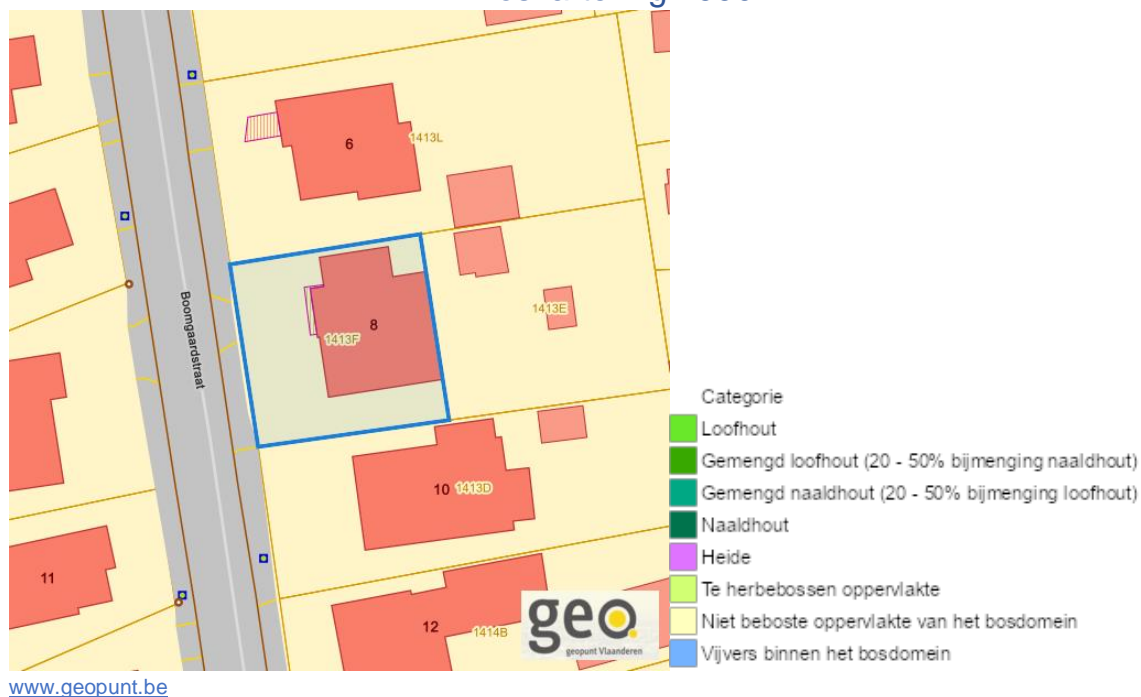 6
1413L
Boomgaardstraat
8
1413E
1413F
10 1413D
11
12
1414B
geo
geopunt Vlaanderen
Categorie
Loofhout
Gemengd loofhout (20 - 50% bijmenging naaldhout)
Gemengd naaldhout (20 - 50% bijmenging loofhout)
Naaldhout
Heide
Te herbebossen oppervlakte
Niet beboste oppervlakte van het bosdomein
Vijvers binnen het bosdomein
www.geopunt.be